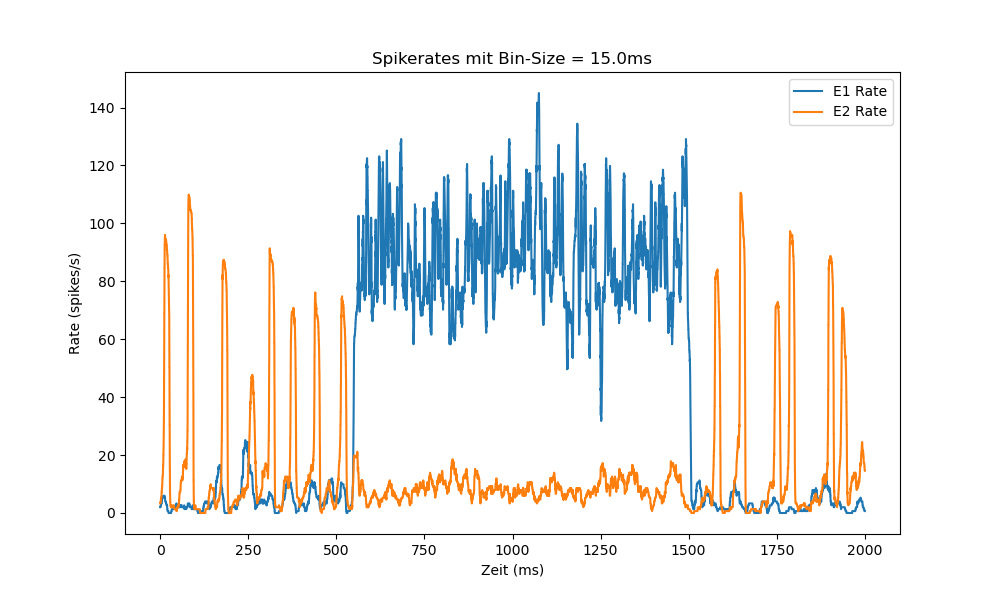 Spikerates mit Bin-Size = 15.0ms
E1 Rate
E2 Rate
140
120
100
80
60
40
20
0
Rate (spikes/s)
0 250 500 750 1000 1250 1500 1750 2000
Zeit (ms)